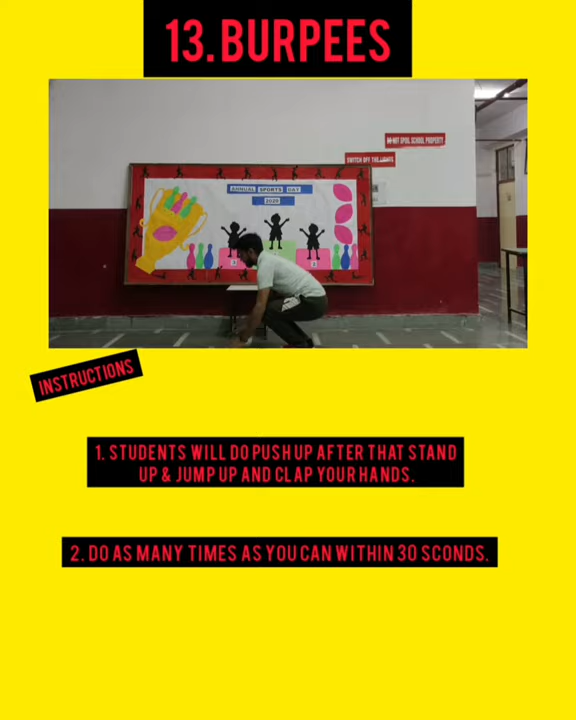 13. BURPEES
DO NOT SPOIL SCHOOL PROPERTY
SWITCH OFF THE LIGHTS
ANNUAL SPORTS DAY
2020
INSTRUCTIONS
1. STUDENTS WILL DO PUSH UP AFTER THAT STAND
UP & JUMP UP AND CLAP YOUR HANDS.
2. DO AS MANY TIMES AS YOU CAN WITHIN 30 SCONDS.